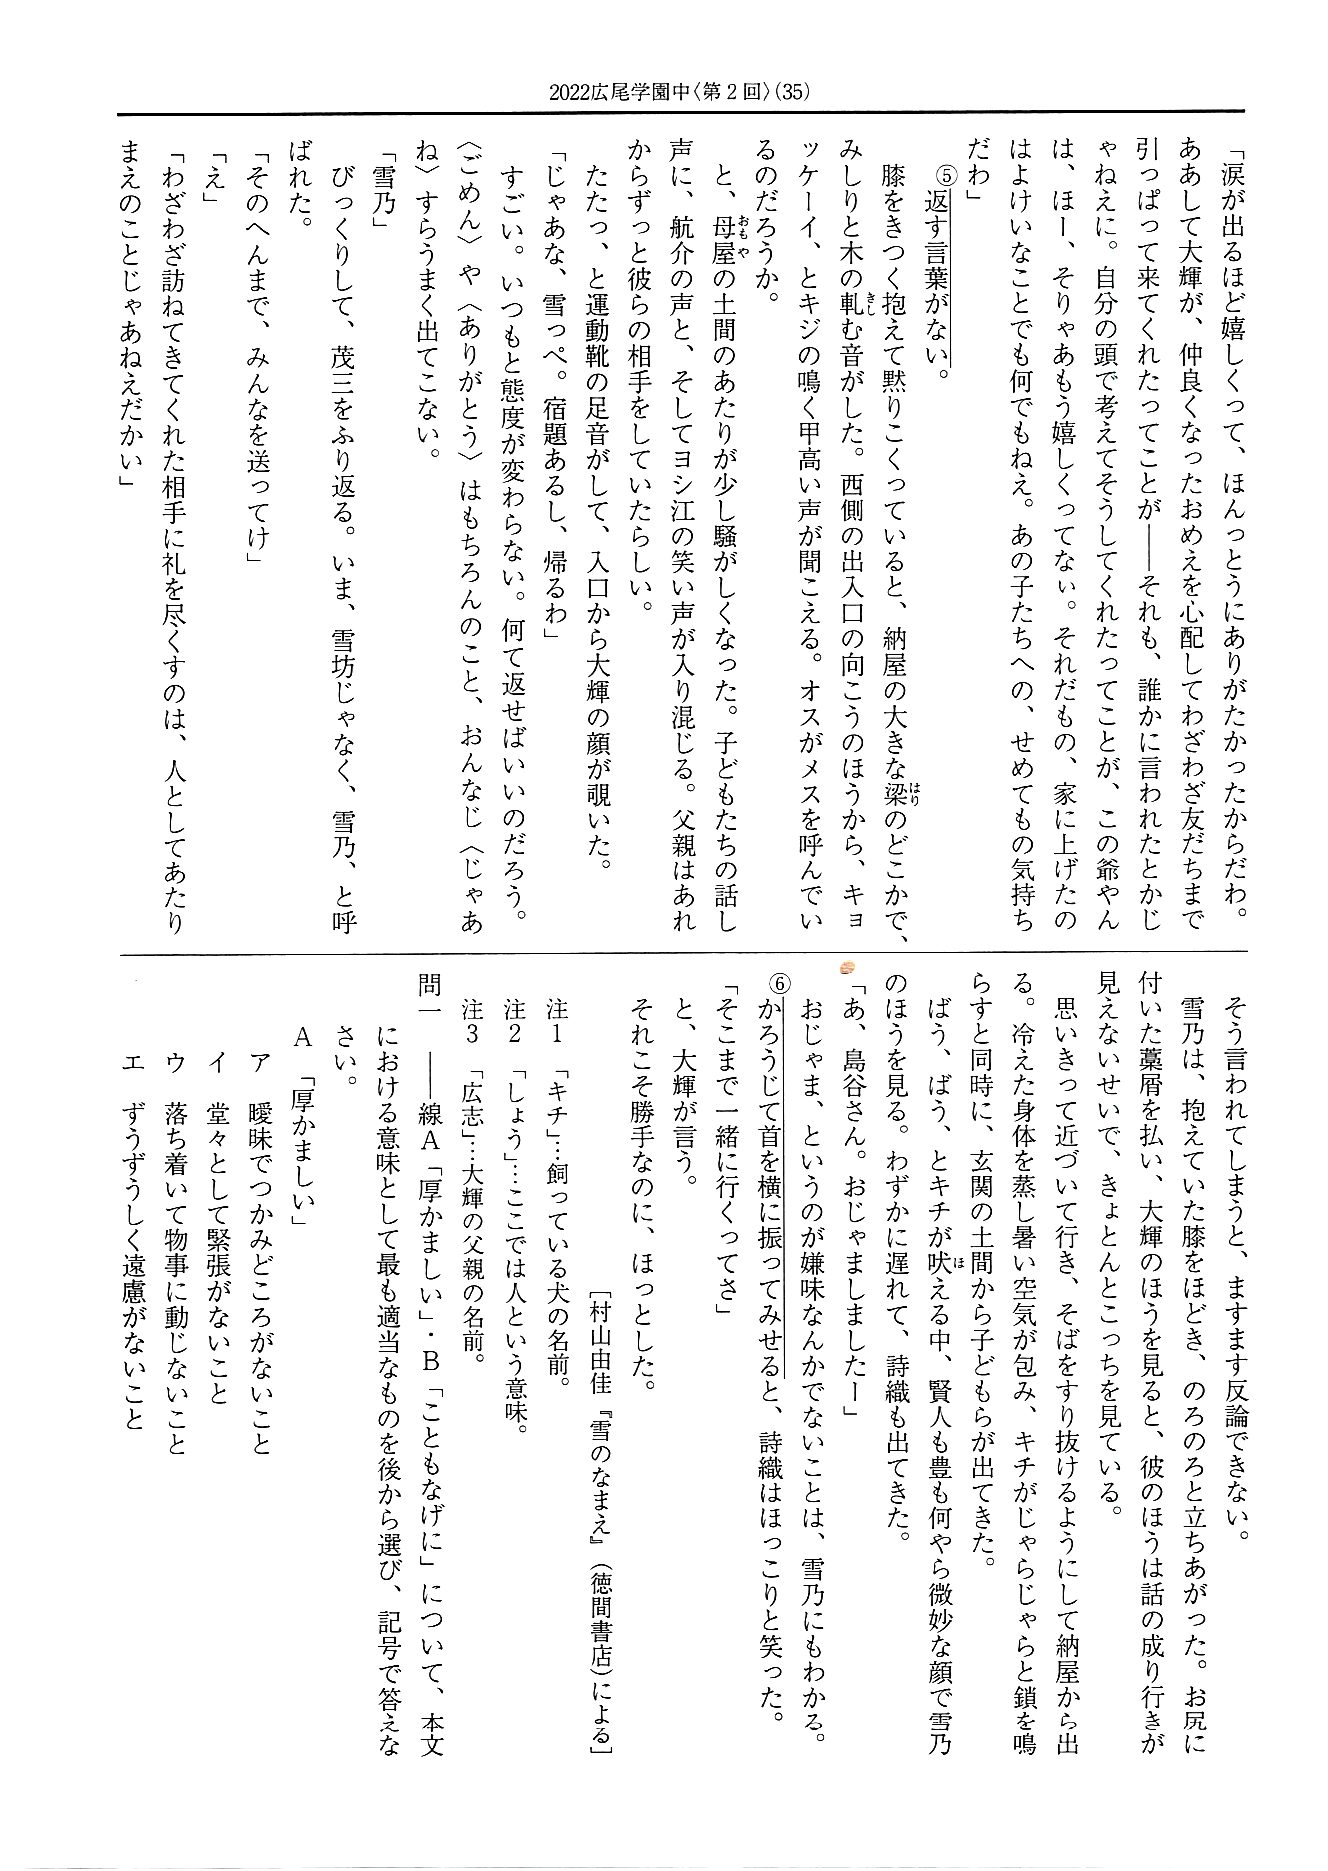 2022広尾学園中〈第2回〉(35)
「涙が出るほど嬉しくって、ほんっとうにありがたかったからだわ。
ああして大輝が、仲良くなったおめえを心配してわざわざ友だちまで
引っぱって来てくれたってことが――それも、誰かに言われたとかじ
ゃねえに。自分の頭で考えてそうしてくれたってことが、この爺やん
は、ほー、そりゃあもう嬉しくってなぃ。それだもの、家に上げたの
はよけいなことでも何でもねえ。あの子たちへの、せめてもの気持ち
だわ」
⑤返す言葉がない。
膝をきつく抱えて黙りこくっていると、納屋の大きな梁のどこかで、
みしりと木の軋む音がした。西側の出入口の向こうのほうから、キョ
ッケーイ、とキジの鳴く甲高い声が聞こえる。オスがメスを呼んでい
るのだろうか。
と、母屋の土間のあたりが少し騒がしくなった。子どもたちの話し
声に、航介の声と、そしてヨシ江の笑い声が入り混じる。父親はあれ
からずっと彼らの相手をしていたらしい。
たたっ、と運動靴の足音がして、入口から大輝の顔が覗いた。
「じゃあな、雪っぺ。宿題あるし、帰るわ」
すごい。いつもと態度が変わらない。何て返せばいいのだろう。
〈ごめん〉や〈ありがとう〉はもちろんのこと、おんなじ〈じゃあ
ね〉すらうまく出てこない。
「雪乃」
びっくりして、茂三をふり返る。いま、雪坊じゃなく、雪乃、と呼
ばれた。
「そのへんまで、みんなを送ってけ」
「え」
「わざわざ訪ねてきてくれた相手に礼を尽くすのは、人としてあたり
まえのことじゃあねえだかい」
そう言われてしまうと、ますます反論できない。
雪乃は、抱えていた膝をほどき、のろのろと立ちあがった。お尻に
付いた藁屑を払い、大輝のほうを見ると、彼のほうは話の成り行きが
見えないせいで、きょとんとこっちを見ている。
思いきって近づいて行き、そばをすり抜けるようにして納屋から出
る。冷えた身体を蒸し暑い空気が包み、キチがじゃらじゃらと鎖を鳴
らすと同時に、玄関の土間から子どもらが出てきた。
ばう、ばう、とキチが吠える中、賢人も豊も何やら微妙な顔で雪乃
のほうを見る。わずかに遅れて、詩織も出てきた。
「あ、島谷さん。おじゃましましたー」
おじゃま、というのが嫌味なんかでないことは、雪乃にもわかる。
⑥かろうじて首を横に振ってみせると、詩織はほっこりと笑った。
「そこまで一緒に行くってさ」
と、大輝が言う。
それこそ勝手なのに、ほっとした。
[村山由佳『雪のなまえ』(徳間書店)による]
注1 「キチ」…飼っている犬の名前。
注2 「しょう」…ここでは人という意味。
注3 「広志」…大輝の父親の名前。
問一 ――線A「厚かましい」・B「こともなげに」について、本文
における意味として最も適当なものを後から選び、記号で答えな
さい。
A 「厚かましい」
ア 曖昧でつかみどころがないこと
イ 堂々として緊張がないこと
ウ 落ち着いて物事に動じないこと
エ ずうずうしく遠慮がないこと